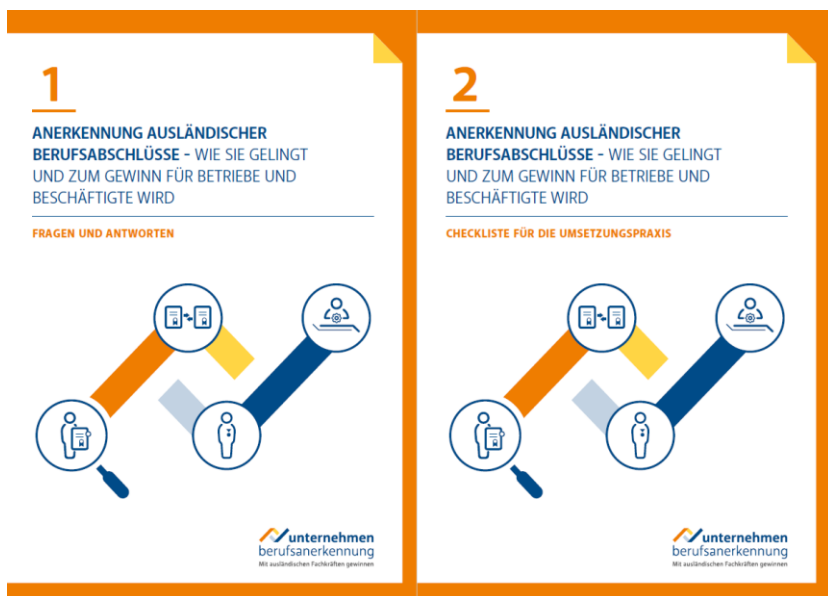 1
ANERKENNUNG AUSLÄNDISCHER
BERUFSABSCHLÜSSE – WIE SIE GELINGT
UND ZUM GEWINN FÜR BETRIEBE UND
BESCHÄFTIGTE WIRD
FRAGEN UND ANTWORTEN
unternehmen
berufsanerkennung
Mit ausländischen Fachkräften gewinnen
2
ANERKENNUNG AUSLÄNDISCHER
BERUFSABSCHLÜSSE – WIE SIE GELINGT
UND ZUM GEWINN FÜR BETRIEBE UND
BESCHÄFTIGTE WIRD
CHECKLISTE FÜR DIE UMSETZUNGSPRAXIS
unternehmen
berufsanerkennung
Mit ausländischen Fachkräften gewinnen